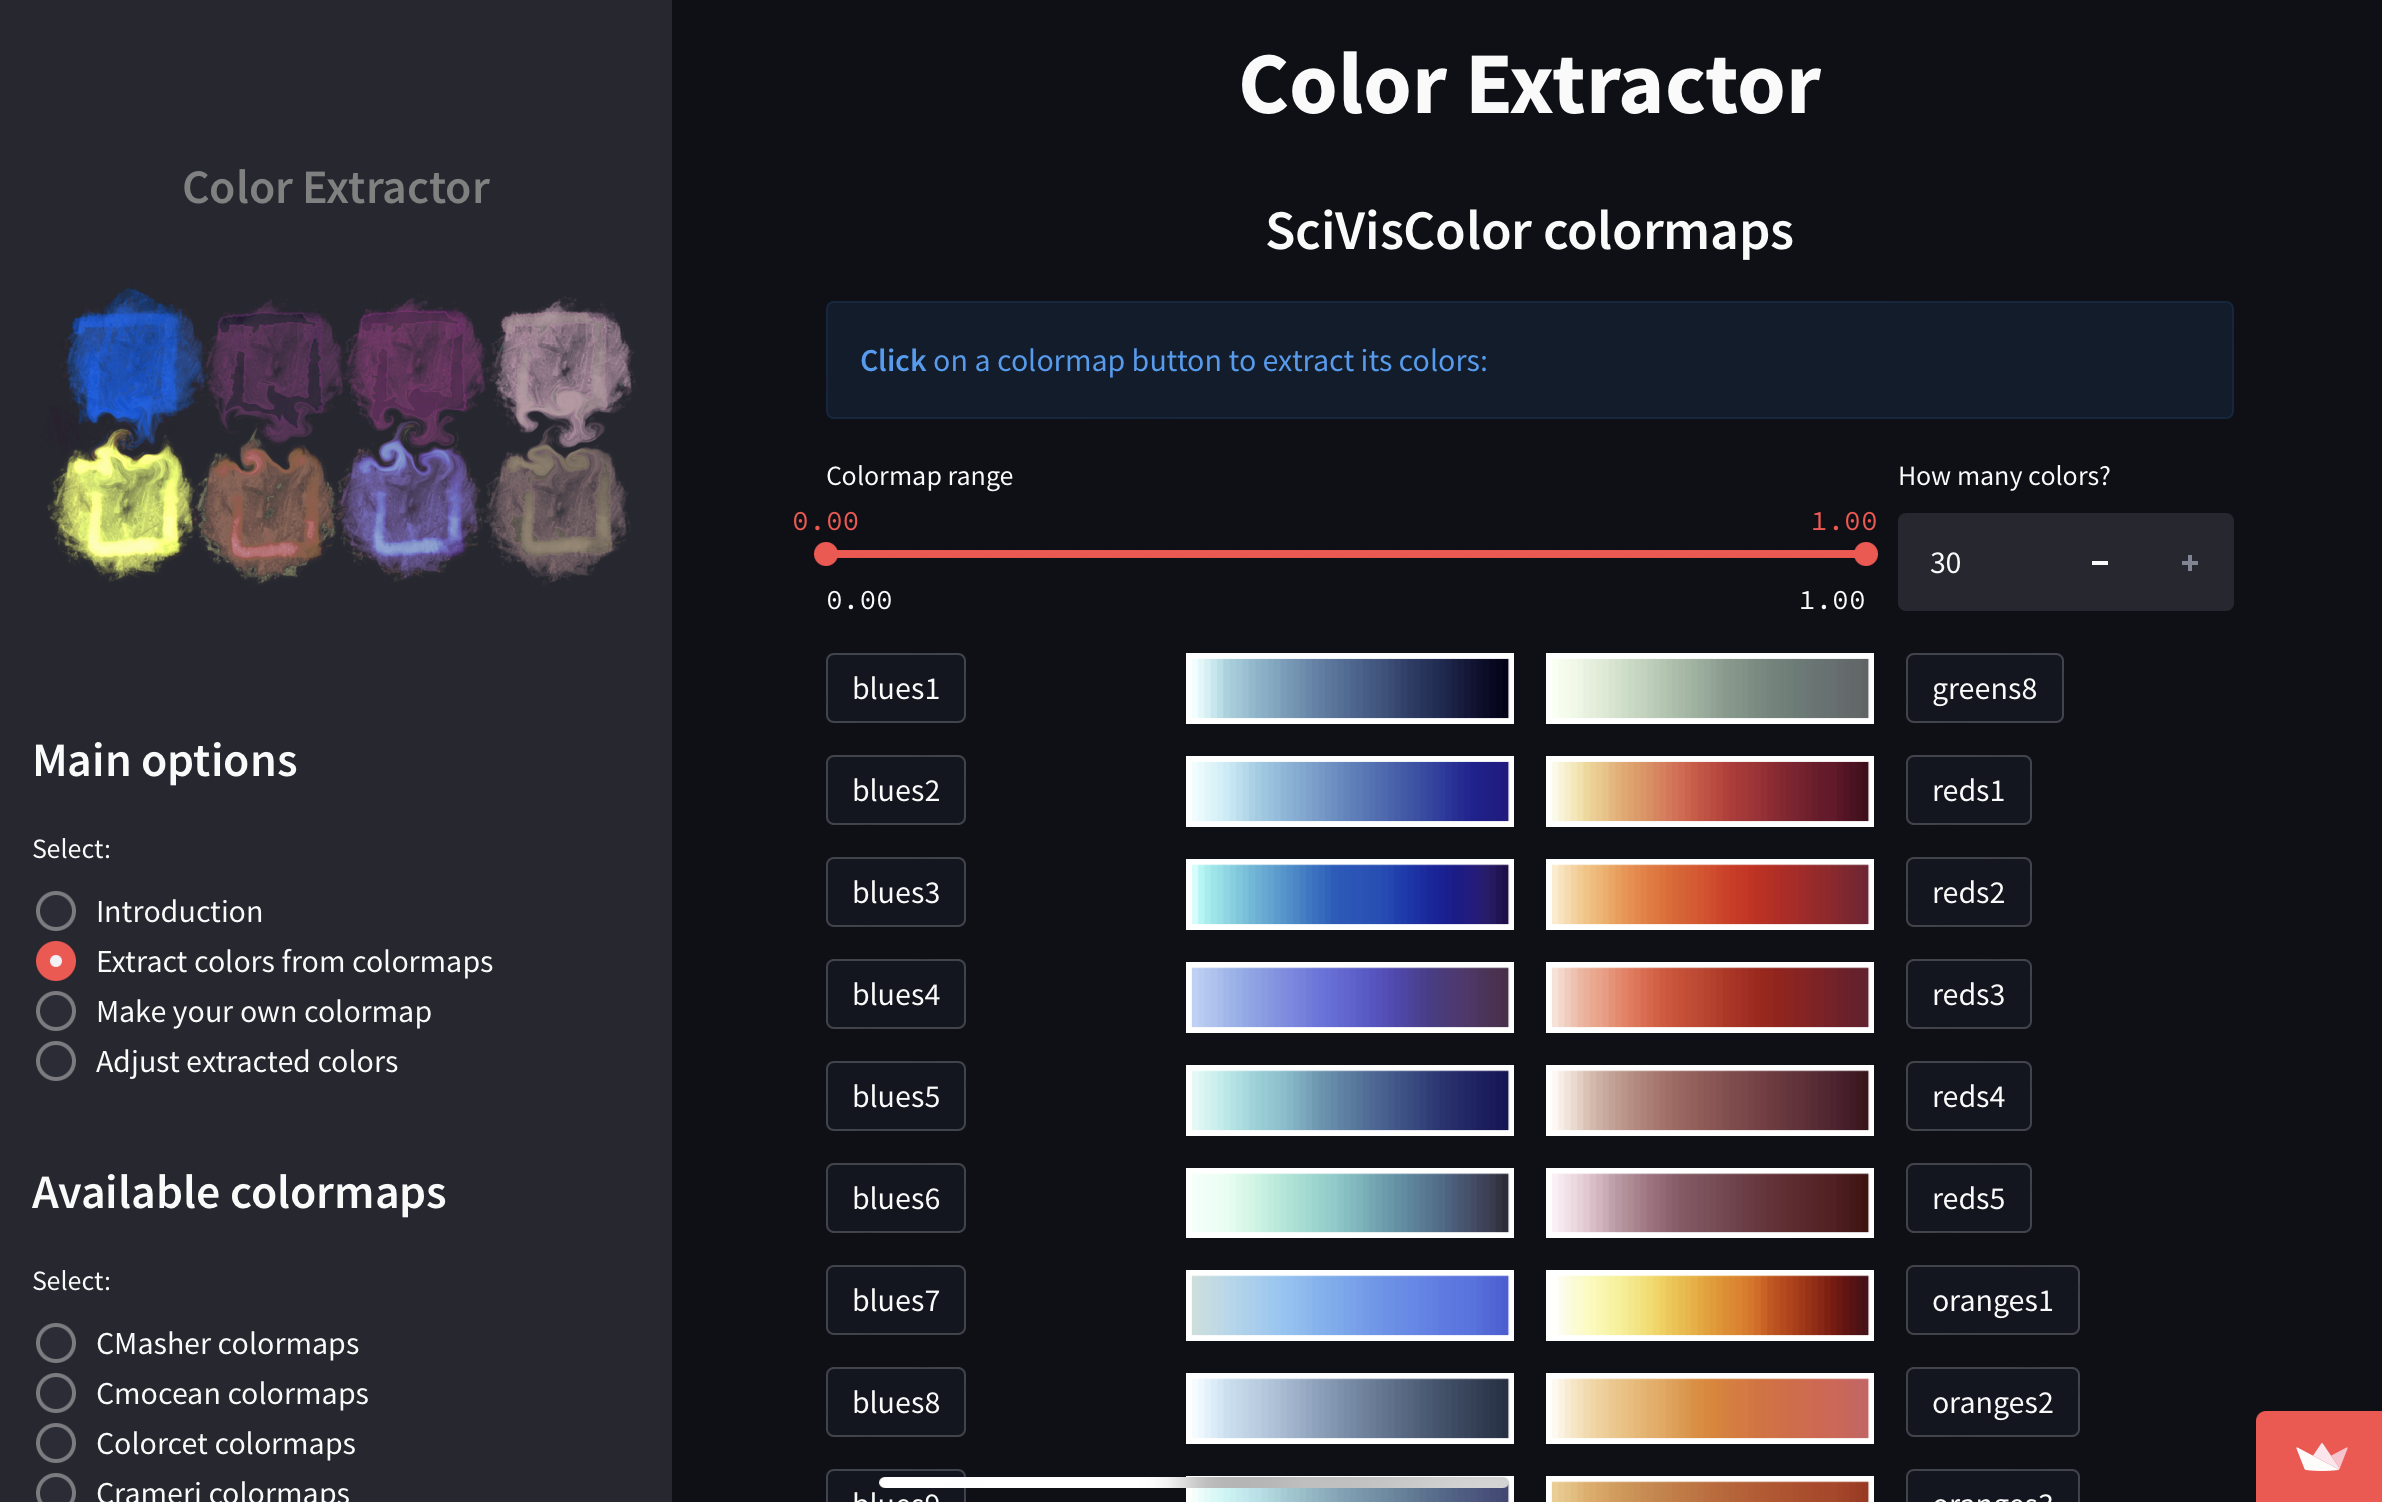 Color Extractor
Main options
Select:
Introduction
Extract colors from colormaps
Make your own colormap
Adjust extracted colors
Available colormaps
Select:
CMasher colormaps
Cmocean colormaps
Colorcet colormaps
Crameri colormaps
Color Extractor
SciVisColor colormaps
Click on a colormap button to extract its colors:
Colormap range
How many colors?
0.00 1.00
30 − +
0.00 1.00
blues1 greens8
blues2 reds1
blues3 reds2
blues4 reds3
blues5 reds4
blues6 reds5
blues7 oranges1
blues8 oranges2